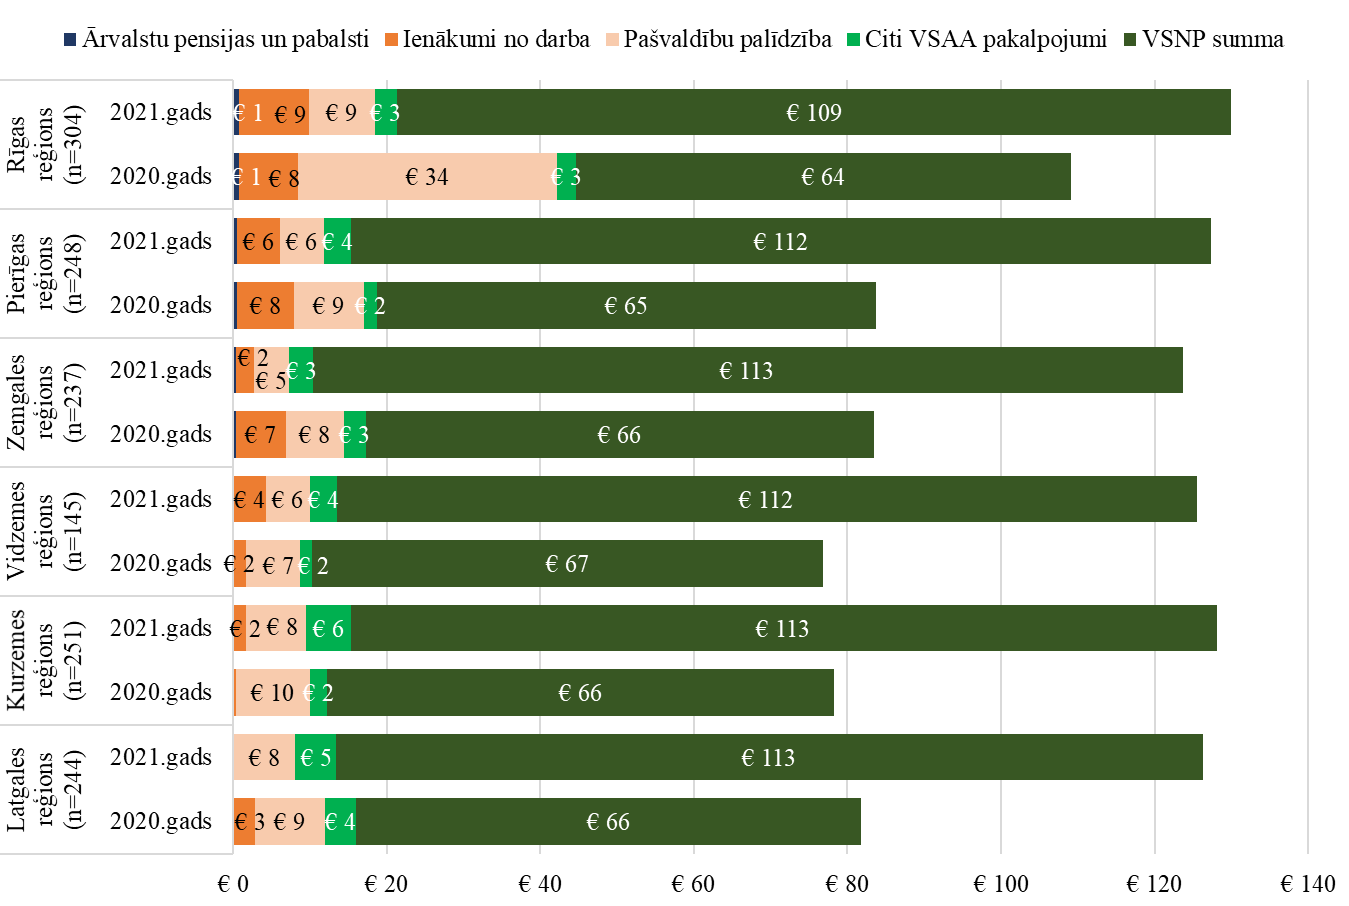 Ārvalstu pensijas un pabalsti Ienākumi no darba Pašvaldību palīdzība Citi VSAA pakalpojumi VSNP summa
Rīgas
reģions
(n=304)
2021.gads € 1 € 9 € 9 € 3 € 109
2020.gads € 1 € 8 € 34 € 3 € 64
Pierīgas
reģions
(n=248)
2021.gads € 6 € 6 € 4 € 112
2020.gads € 8 € 9 € 2 € 65
Zemgales
reģions
(n=237)
2021.gads € 2 € 5 € 3 € 113
2020.gads € 7 € 8 € 3 € 66
Vidzemes
reģions
(n=145)
2021.gads € 4 € 6 € 4 € 112
2020.gads € 2 € 7 € 2 € 67
Kurzemes
reģions
(n=251)
2021.gads € 2 € 8 € 6 € 113
2020.gads € 10 € 2 € 66
Latgales
reģions
(n=244)
2021.gads € 8 € 5 € 113
2020.gads € 3 € 9 € 4 € 66
€ 0 € 20 € 40 € 60 € 80 € 100 € 120 € 140